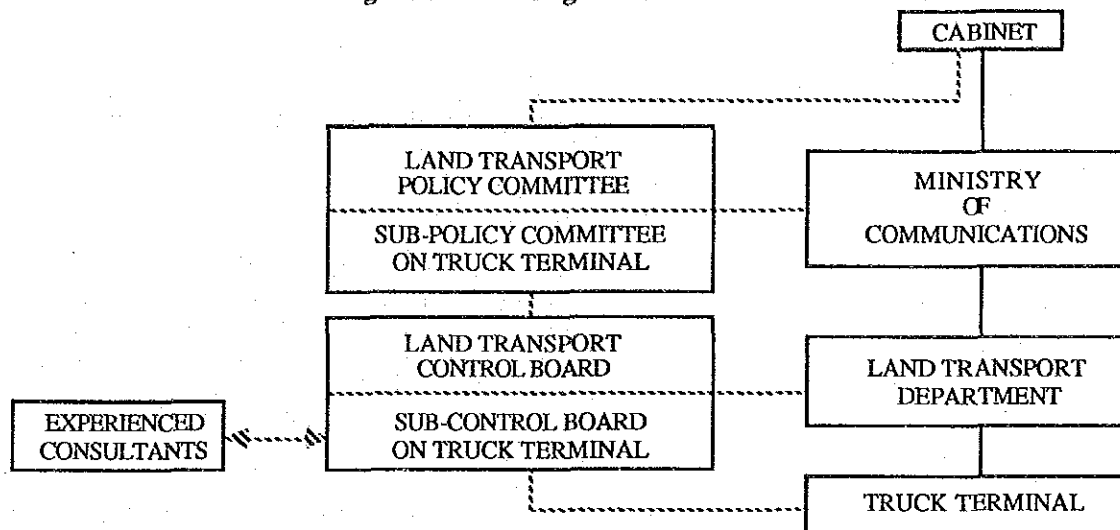 CABINET
LAND TRANSPORT
POLICY COMMITTEE
SUB-POLICY COMMITTEE
ON TRUCK TERMINAL
MINISTRY
OF
COMMUNICATIONS
LAND TRANSPORT
CONTROL BOARD
SUB-CONTROL BOARD
ON TRUCK TERMINAL
LAND TRANSPORT
DEPARTMENT
EXPERIENCED
CONSULTANTS
TRUCK TERMINAL